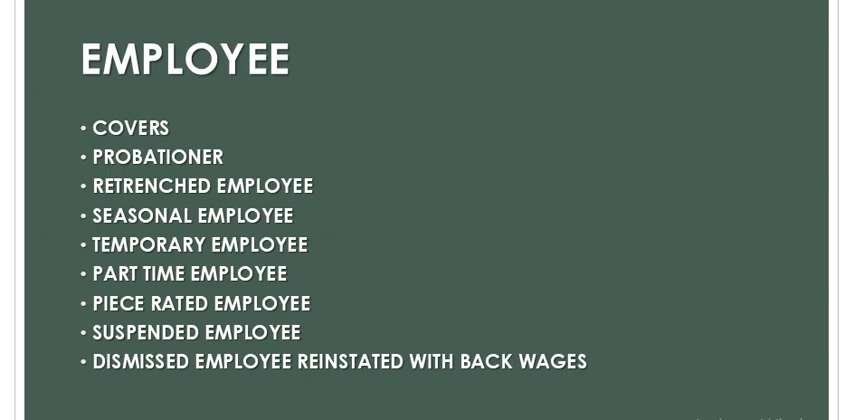 EMPLOYEE
• COVERS
• PROBATIONER
• RETRENCHED EMPLOYEE
• SEASONAL EMPLOYEE
• TEMPORARY EMPLOYEE
• PART TIME EMPLOYEE
• PIECE RATED EMPLOYEE
• SUSPENDED EMPLOYEE
• DISMISSED EMPLOYEE REINSTATED WITH BACK WAGES